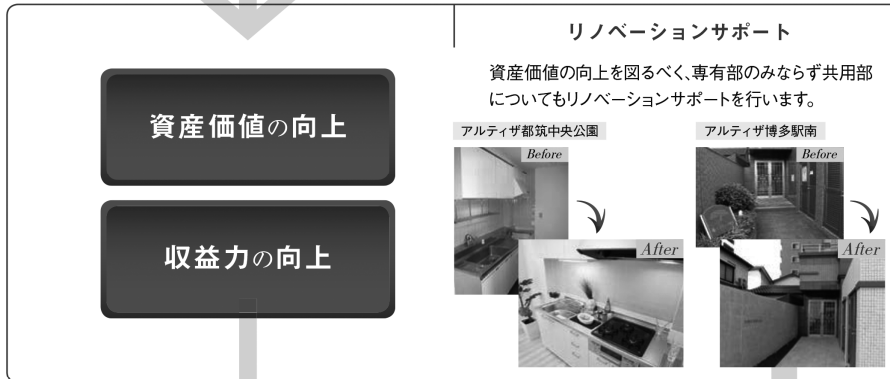 資産価値の向上
収益力の向上
リノベーションサポート
資産価値の向上を図るべく、専有部のみならず共用部
についてもリノベーションサポートを行います。
アルティザ都筑中央公園
Before
After
アルティザ博多駅南
Before
After